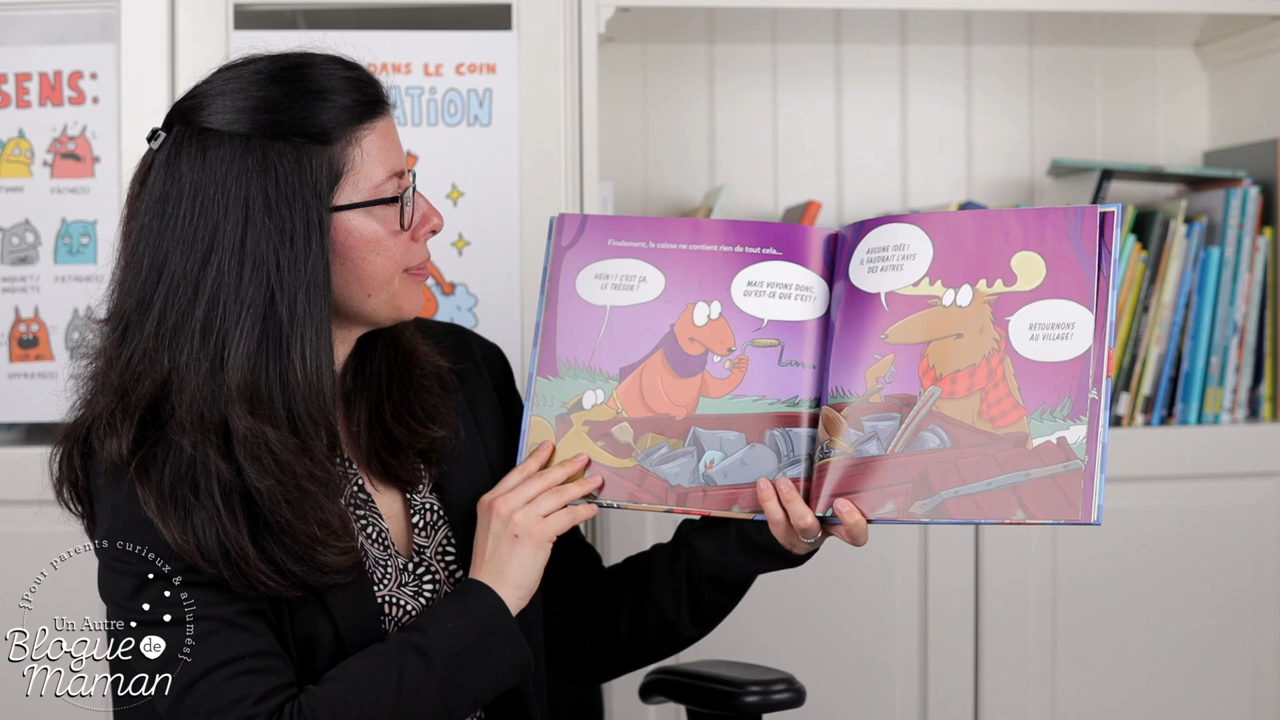 SENS:
FÂCHÉ(E)
DANS LE COIN
ATION
Finalement, la caisse ne contient rien de tout cela...
HEIN!? C'EST ÇA,
LE TRÉSOR?
MAIS VOYONS DONC,
QU'EST-CE QUE C'EST?
AUCUNE IDÉE!
IL FAUDRAIT L'AVIS
DES AUTRES.
RETOURNONS
AU VILLAGE!
{Pour parents curieux & allumés}
Un Autre
Blogue de
Maman